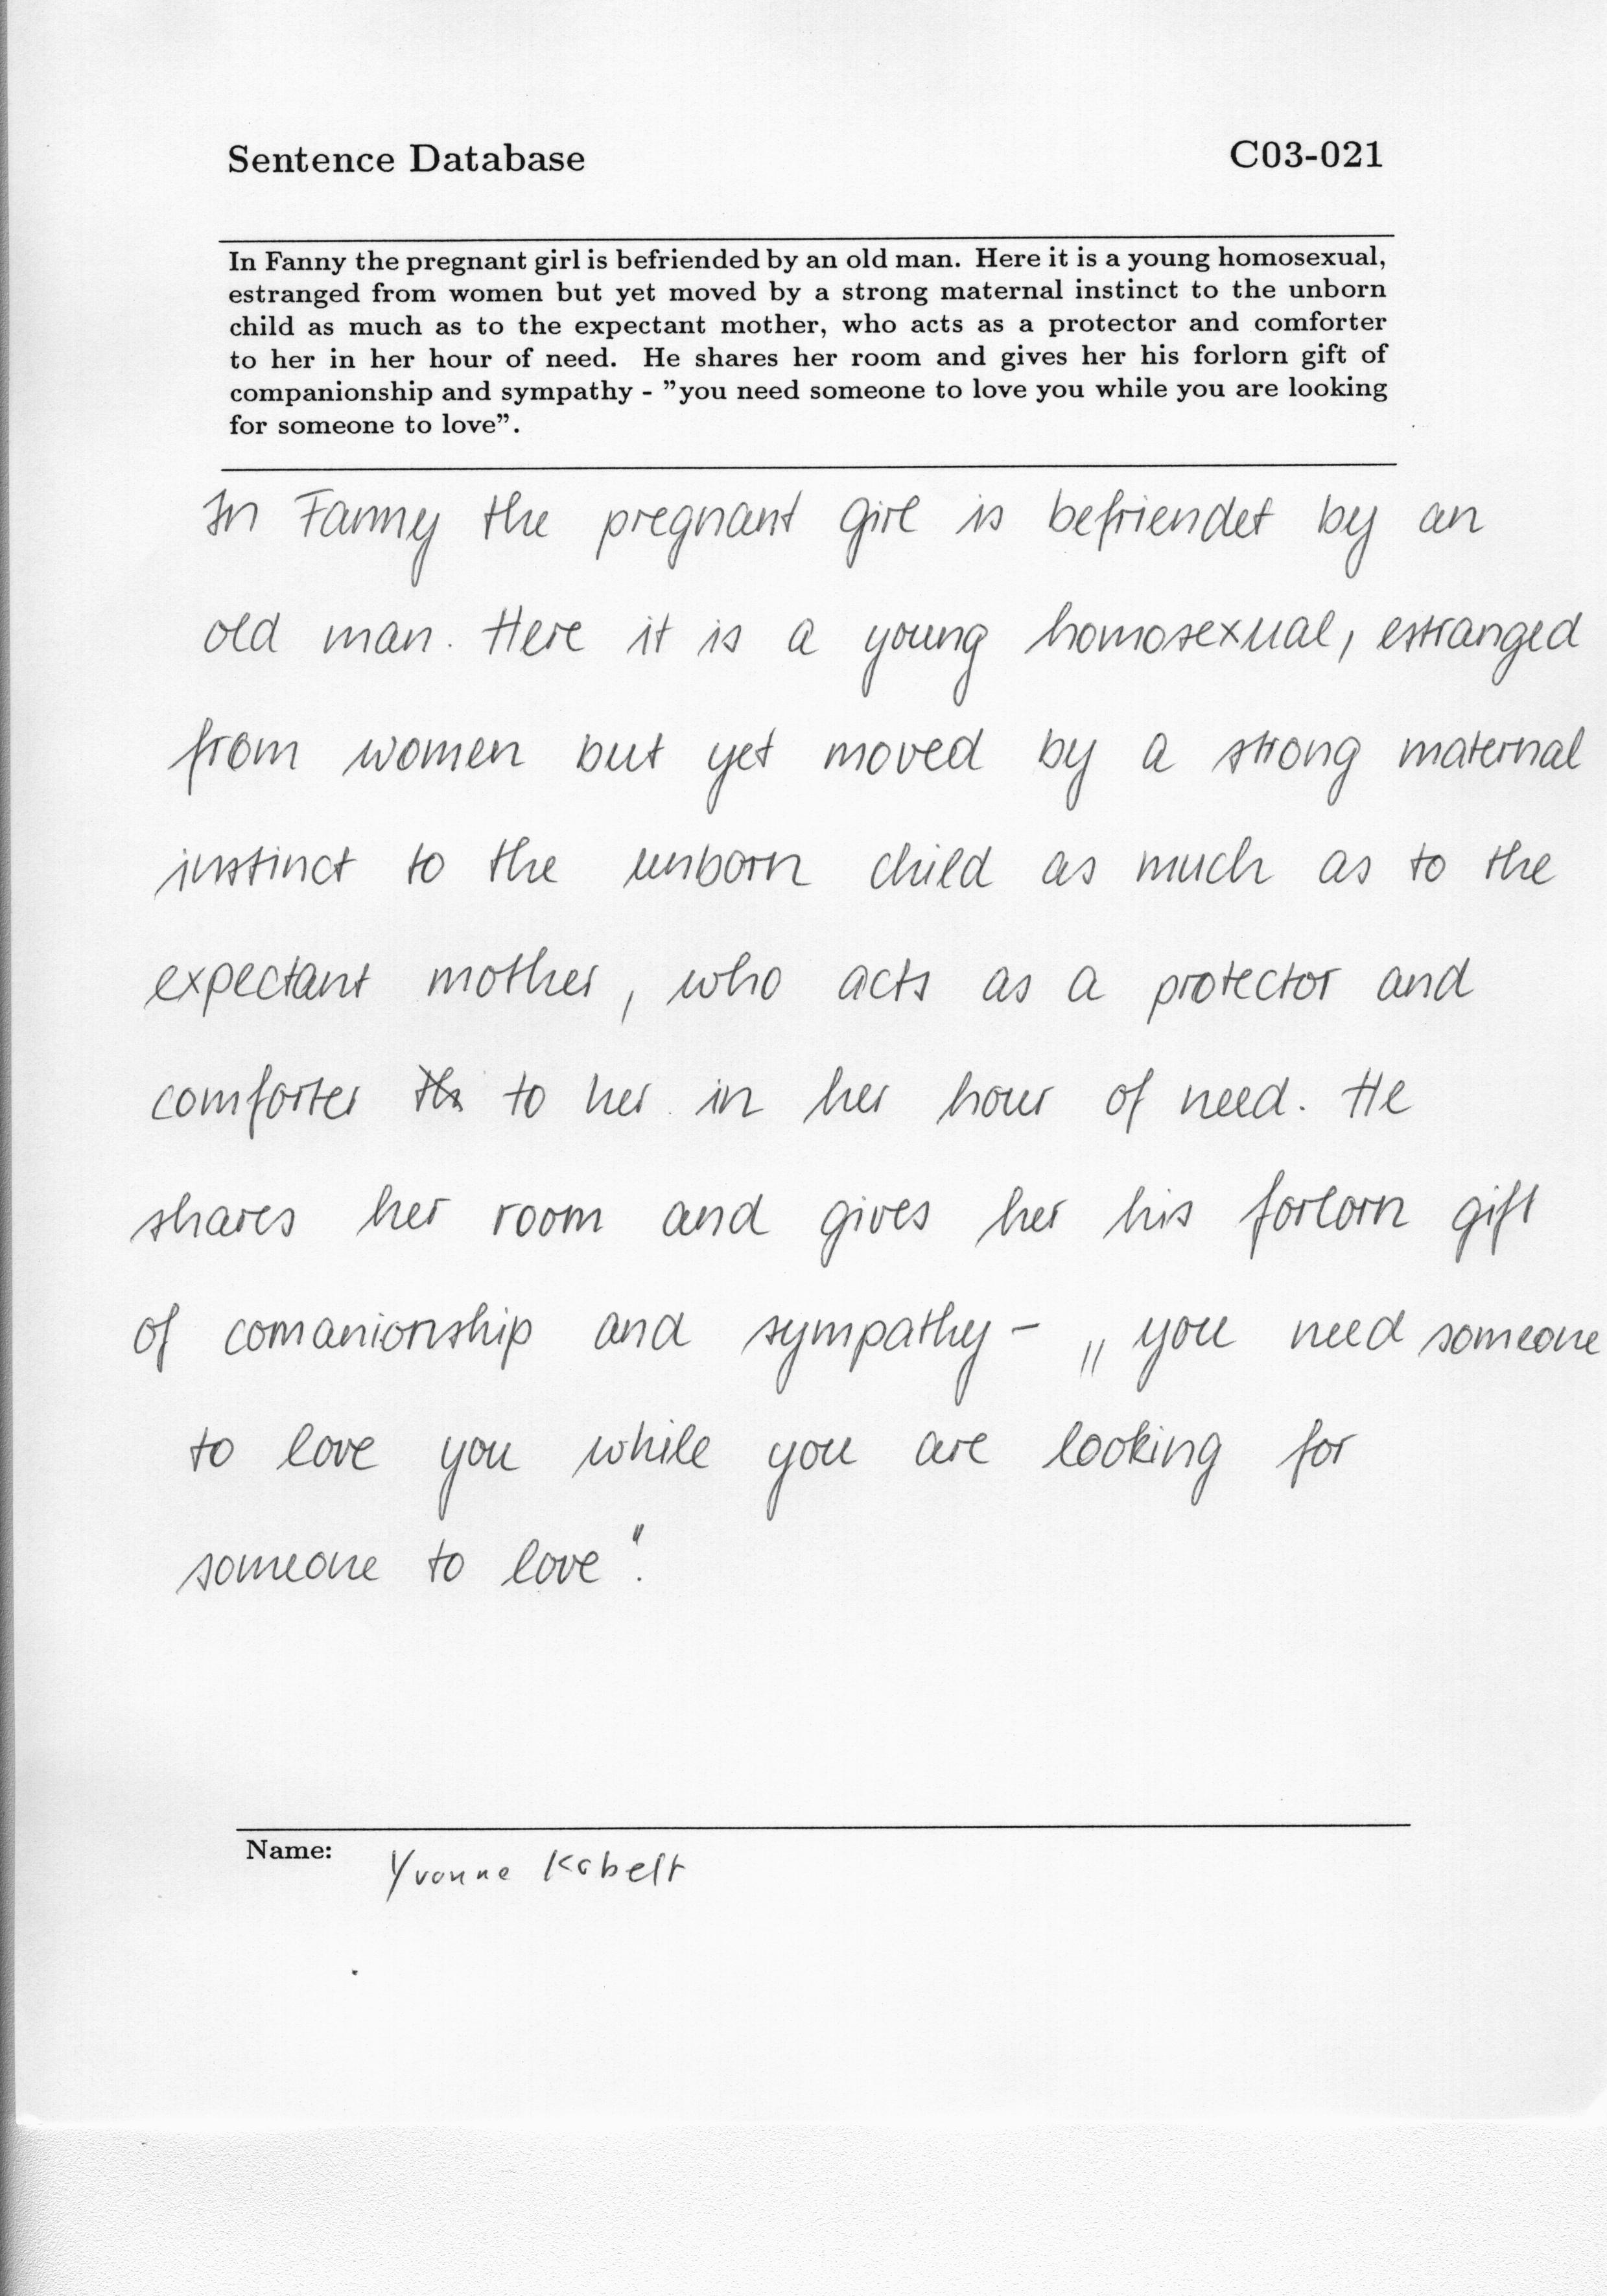 Sentence Database C03-021
In Fanny the pregnant girl is befriended by an old man. Here it is a young homosexual,
estranged from women but yet moved by a strong maternal instinct to the unborn
child as much as to the expectant mother, who acts as a protector and comforter
to her in her hour of need. He shares her room and gives her his forlorn gift of
companionship and sympathy - "you need someone to love you while you are looking
for someone to love".
In Fanny the pregnant girl is befriendet by an
old man. Here it is a young homosexual, estranged
from women but yet moved by a strong maternal
instinct to the unborn child as much as to the
expectant mother, who acts as a protector and
comforter to her in her hour of need. He
shares her room and gives her his forlorn gift
of comanionship and sympathy – „you need someone
to love you while you are looking for
someone to love".
Name: Yvonne Kabelt